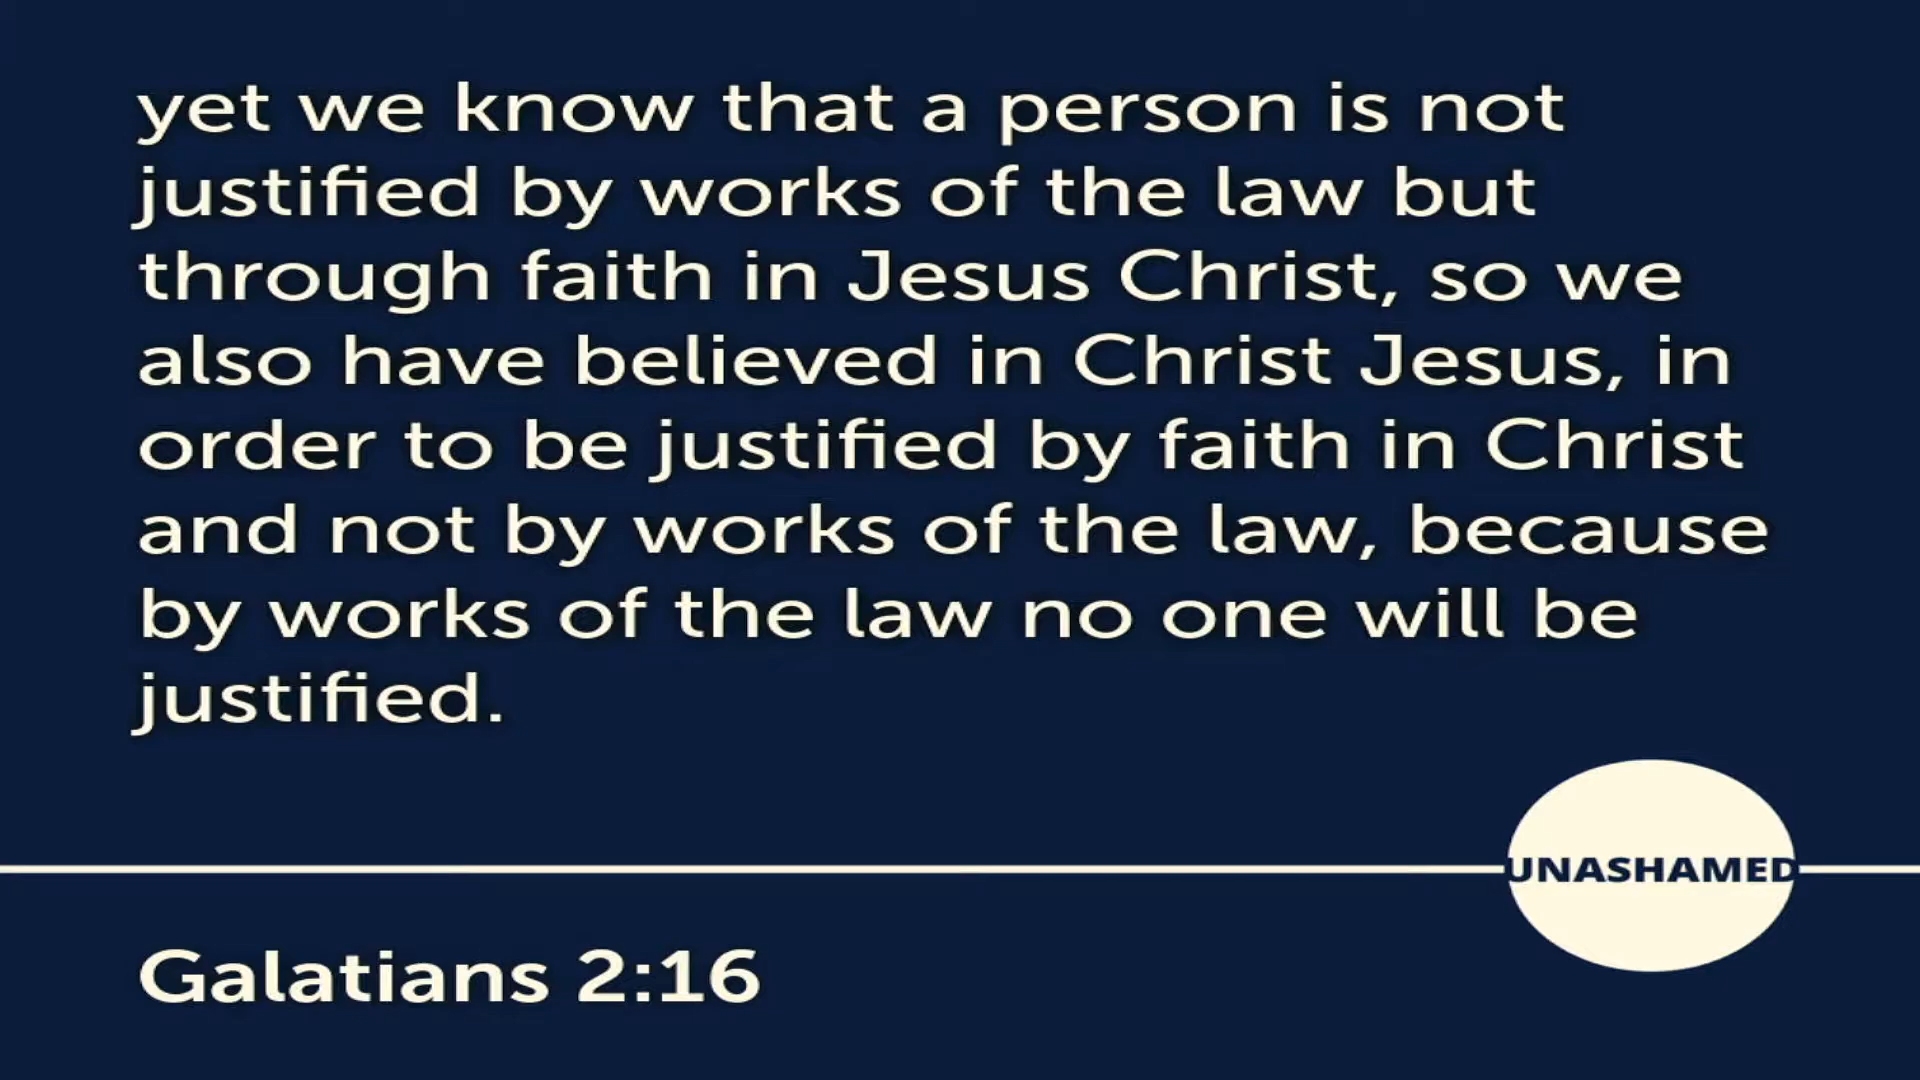 yet we know that a person is not
justified by works of the law but
through faith in Jesus Christ, so we
also have believed in Christ Jesus, in
order to be justified by faith in Christ
and not by works of the law, because
by works of the law no one will be
justified.
UNASHAMED
Galatians 2:16